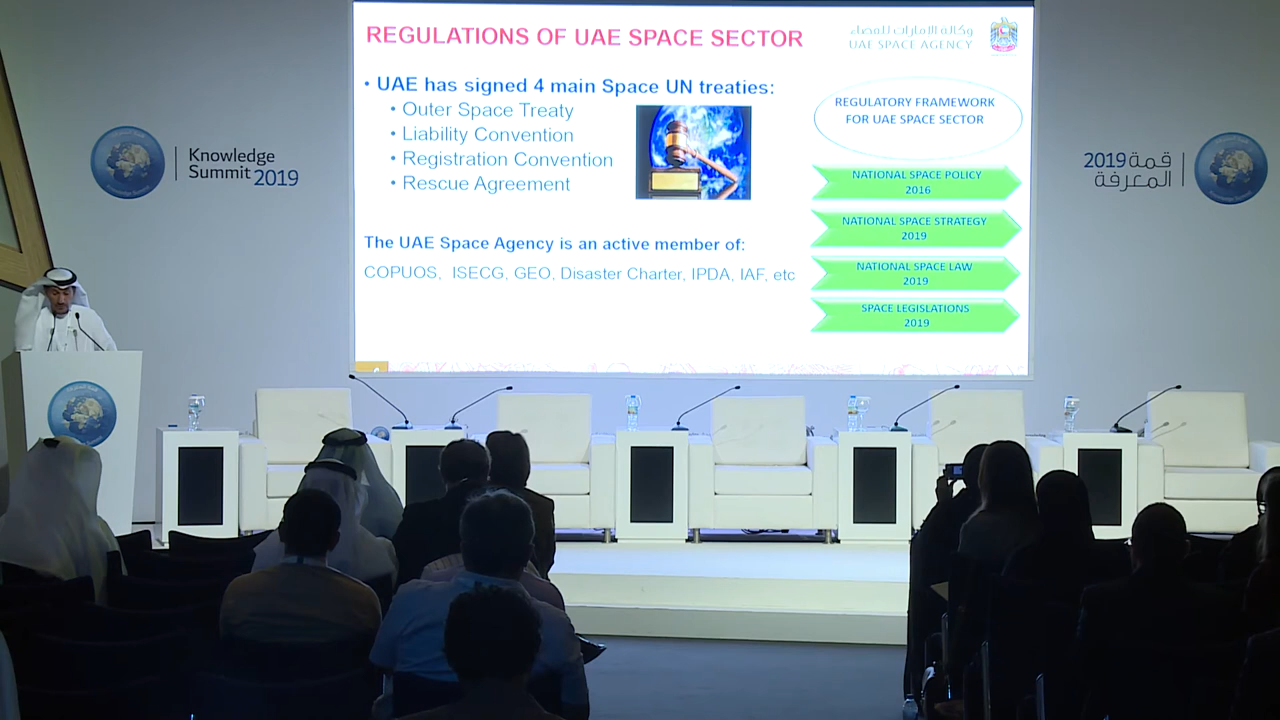 REGULATIONS OF UAE SPACE SECTOR
وكالة الإمارات للفضاء
UAE SPACE AGENCY
• UAE has signed 4 main Space UN treaties:
• Outer Space Treaty
• Liability Convention
• Registration Convention
• Rescue Agreement
The UAE Space Agency is an active member of:
COPUOS, ISECG, GEO, Disaster Charter, IPDA, IAF, etc
REGULATORY FRAMEWORK
FOR UAE SPACE SECTOR
NATIONAL SPACE POLICY
2016
NATIONAL SPACE STRATEGY
2019
NATIONAL SPACE LAW
2019
SPACE LEGISLATIONS
2019
Knowledge
Summit 2019
قمة 2019
المعرفة